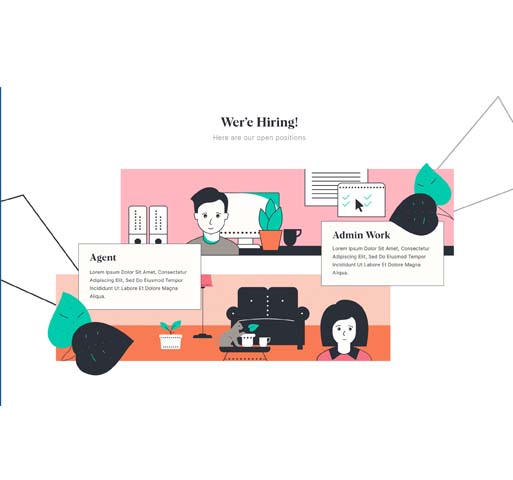 Wer'e Hiring!
Here are our open positions
Admin Work
Lorem Ipsum Dolor Sit Amet, Consectetur
Adipiscing Elit, Sed Do Eiusmod Tempor
Incididunt Ut Labore Et Dolore Magna
Aliqua.
Agent
Lorem Ipsum Dolor Sit Amet, Consectetur
Adipiscing Elit, Sed Do Eiusmod Tempor
Incididunt Ut Labore Et Dolore Magna
Aliqua.